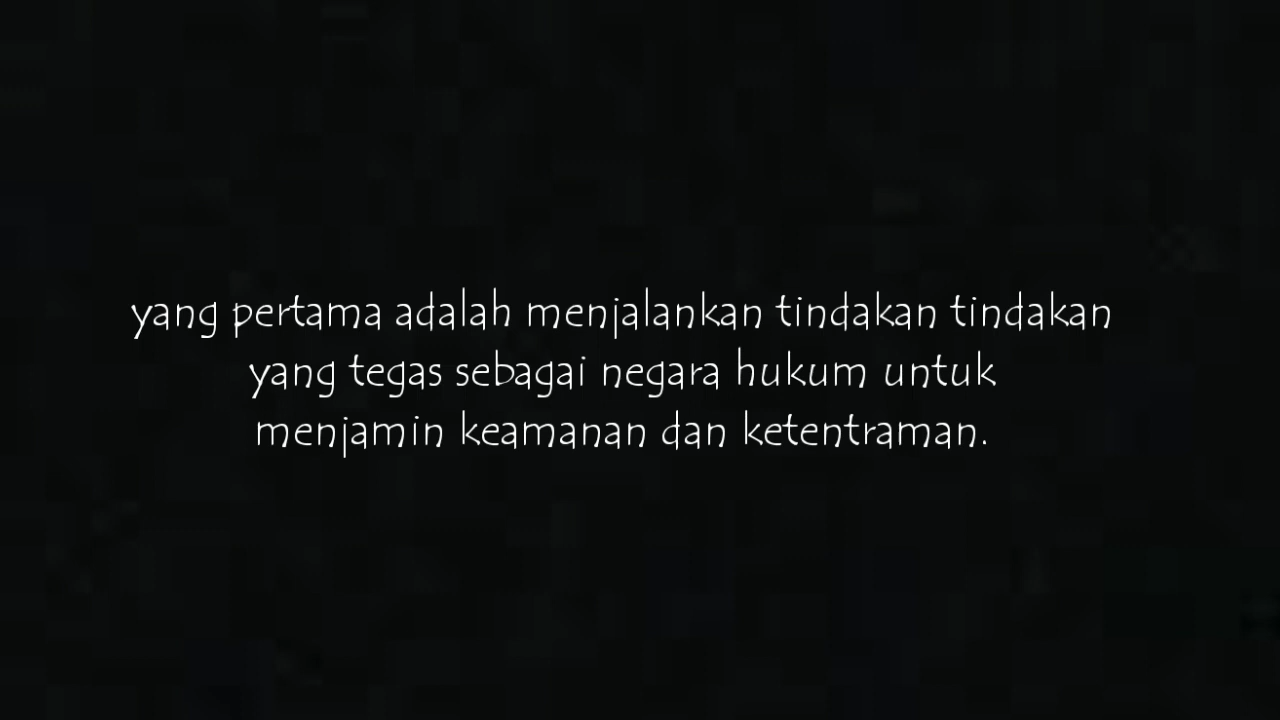 yang pertama adalah menjalankan tindakan tindakan
yang tegas sebagai negara hukum untuk
menjamin keamanan dan ketentraman.